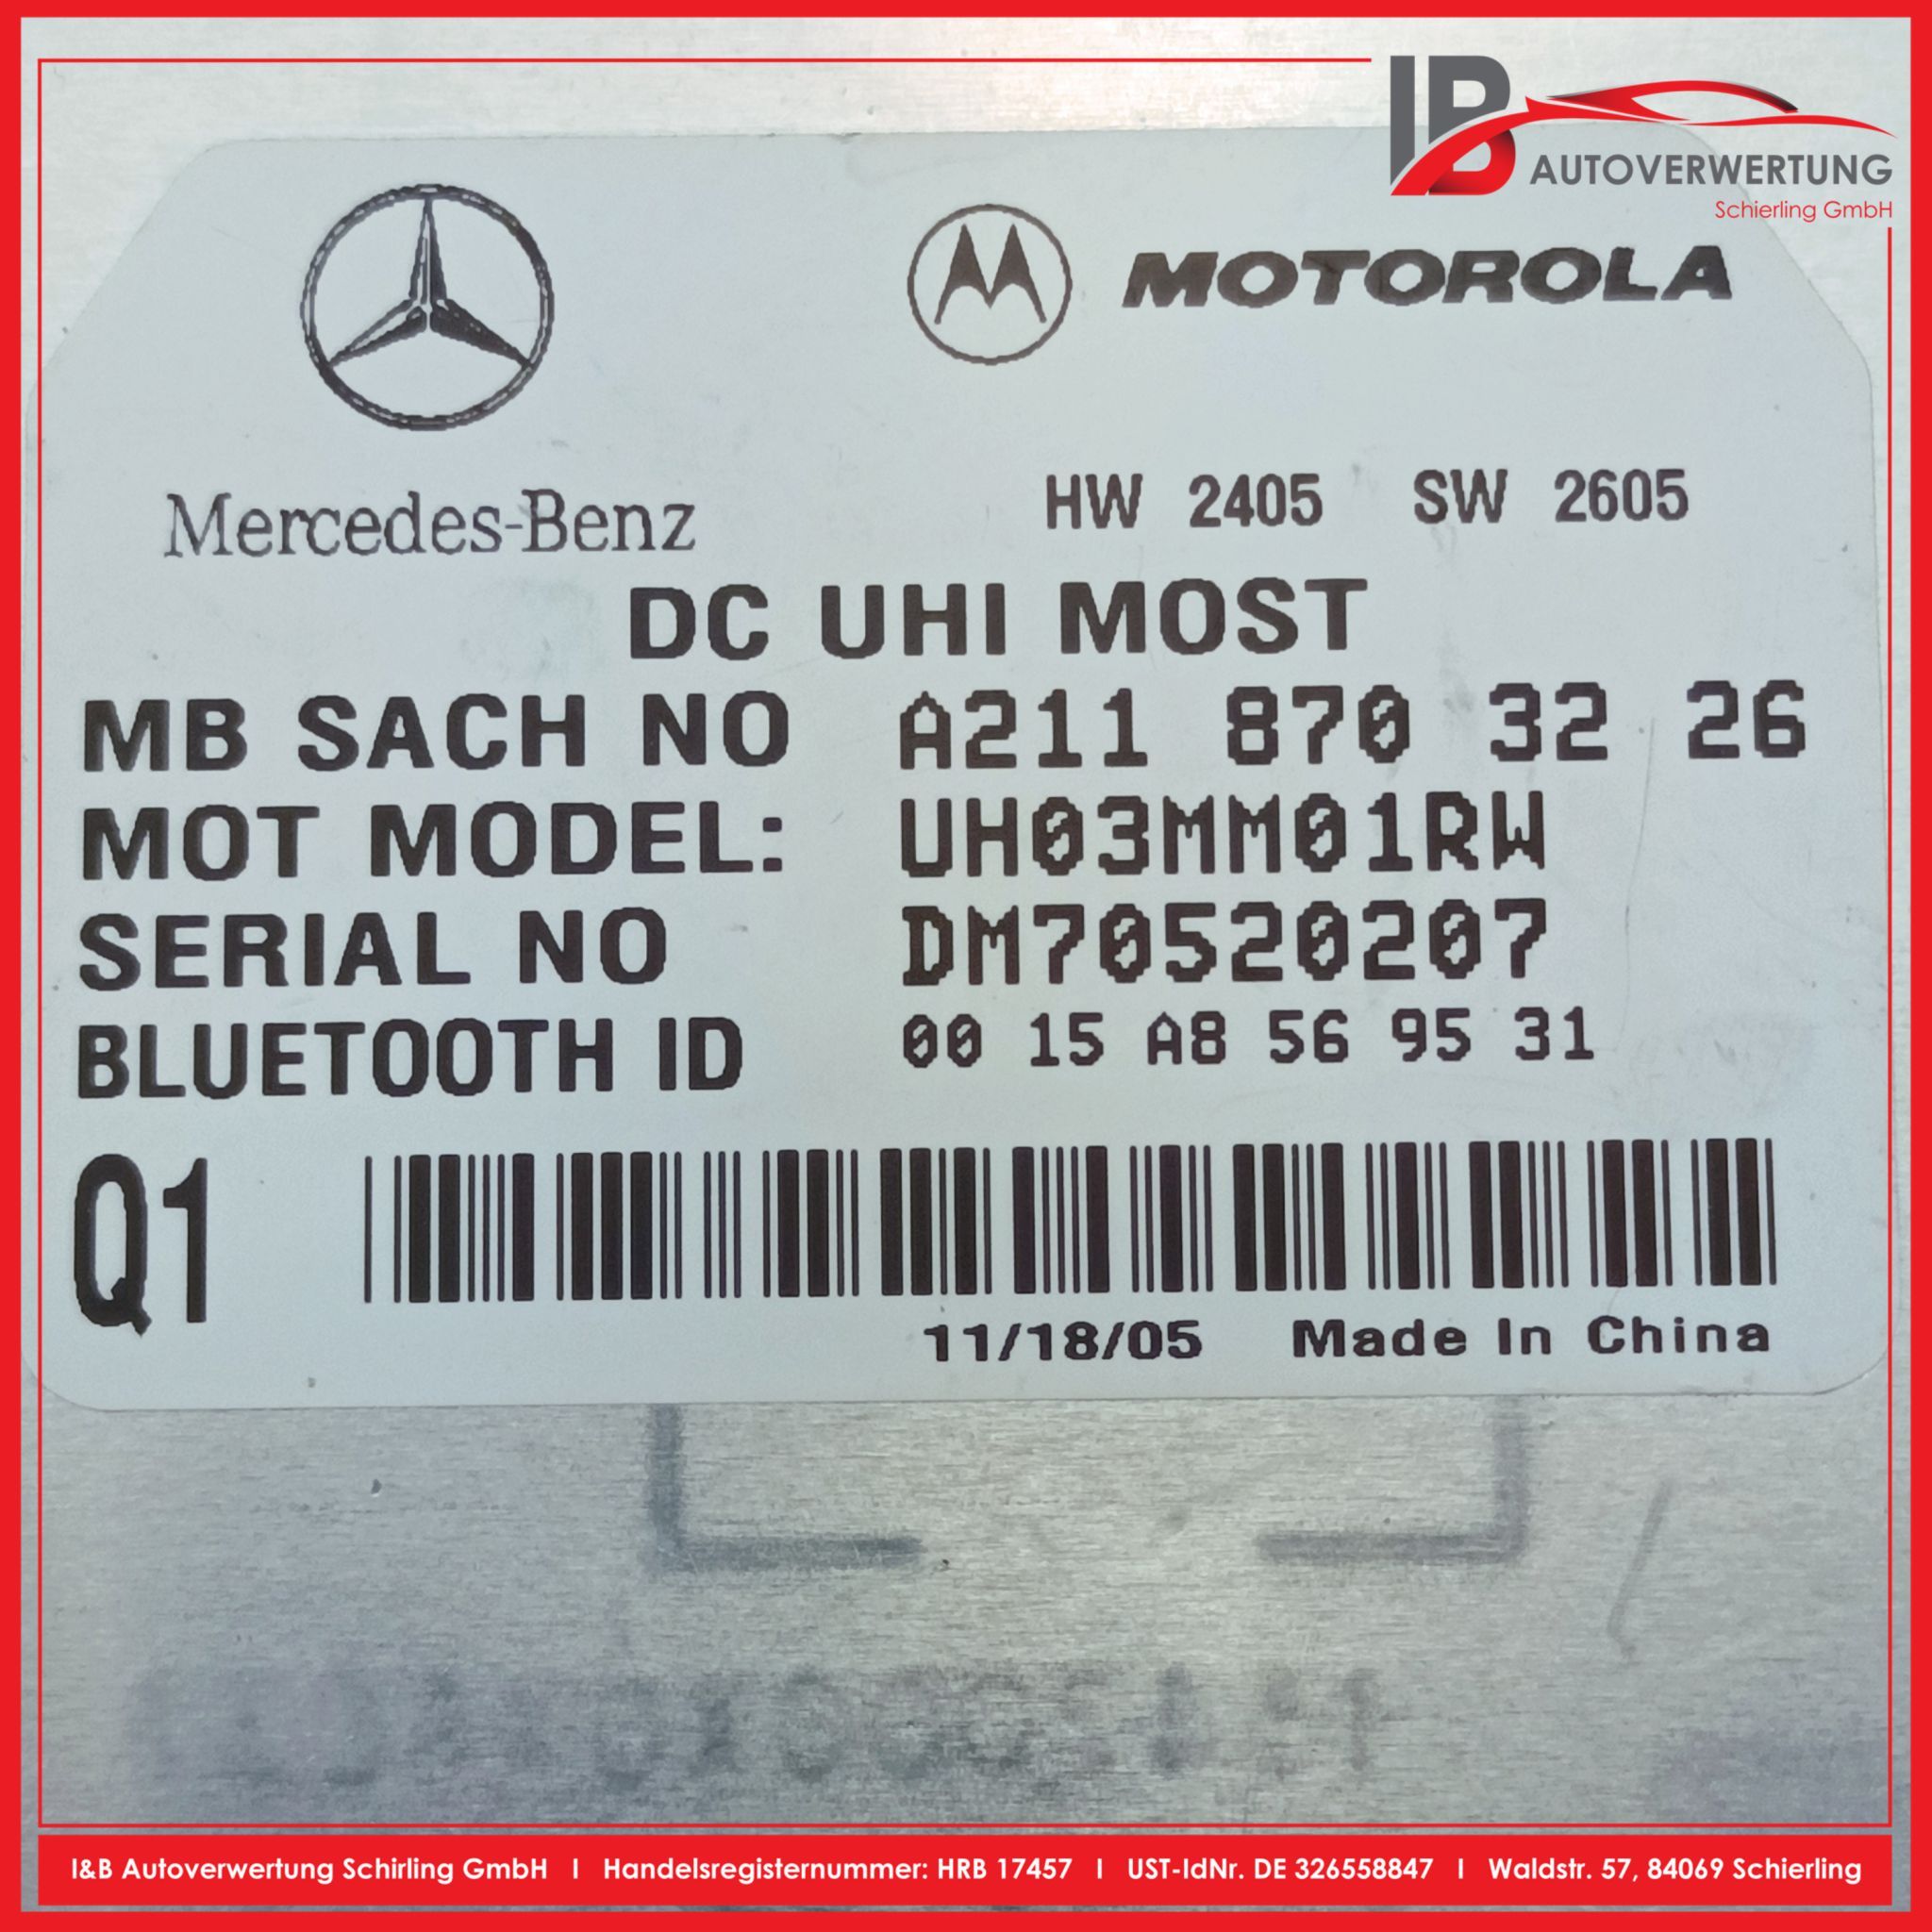 IB
AUTOVERWERTUNG
Schierling GmbH
MOTOROLA
Mercedes-Benz
HW 2405 SW 2605
DC UHI MOST
MB SACH NO A211 870 32 26
MOT MODEL: UH03MM01RW
SERIAL NO DM70520207
BLUETOOTH ID 00 15 A8 56 95 31
Q1
11/18/05 Made In China
I&B Autoverwertung Schirling GmbH I Handelsregisternummer: HRB 17457 I UST-IdNr. DE 326558847 I Waldstr. 57, 84069 Schierling